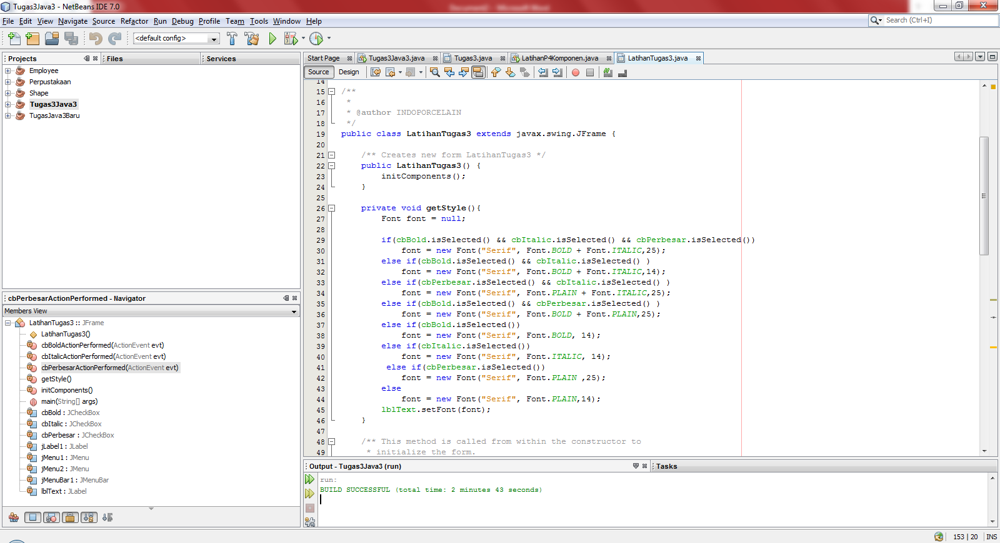 Tugas3Java3 - NetBeans IDE 7.0
Document2 - Microsoft Word
File Edit View Navigate Source Refactor Run Debug Profile Team Tools Window Help
Search (Ctrl+I)
<default config>
Projects
Files
Services
Employee
Perpustakaan
Shape
Tugas3Java3
TugasJava3Baru
cbPerbesarActionPerformed - Navigator
Members View
LatihanTugas3 :: JFrame
LatihanTugas3()
cbBoldActionPerformed(ActionEvent evt)
cbItalicActionPerformed(ActionEvent evt)
cbPerbesarActionPerformed(ActionEvent evt)
getStyle()
initComponents()
main(String[] args)
cbBold : JCheckBox
cbItalic : JCheckBox
cbPerbesar : JCheckBox
jLabel1 : JLabel
jMenu1 : JMenu
jMenu2 : JMenu
jMenuBar1 : JMenuBar
lblText : JLabel
Start Page
Tugas3Java3.java
Tugas3.java
LatihanP4Komponen.java
LatihanTugas3.java
Source
Design
14
15 /**
16 *
17 * @author INDOPORCELAIN
18 */
19 public class LatihanTugas3 extends javax.swing.JFrame {
20
21 /** Creates new form LatihanTugas3 */
22 public LatihanTugas3() {
23 initComponents();
24 }
25
26 private void getStyle(){
27 Font font = null;
28
29 if(cbBold.isSelected() && cbItalic.isSelected() && cbPerbesar.isSelected())
30 font = new Font("Serif", Font.BOLD + Font.ITALIC,25);
31 else if(cbBold.isSelected() && cbItalic.isSelected() )
32 font = new Font("Serif", Font.BOLD + Font.ITALIC,14);
33 else if(cbPerbesar.isSelected() && cbItalic.isSelected() )
34 font = new Font("Serif", Font.PLAIN + Font.ITALIC,25);
35 else if(cbBold.isSelected() && cbPerbesar.isSelected() )
36 font = new Font("Serif", Font.BOLD + Font.PLAIN,25);
37 else if(cbBold.isSelected())
38 font = new Font("Serif", Font.BOLD, 14);
39 else if(cbItalic.isSelected())
40 font = new Font("Serif", Font.ITALIC, 14);
41 else if(cbPerbesar.isSelected())
42 font = new Font("Serif", Font.PLAIN ,25);
43 else
44 font = new Font("Serif", Font.PLAIN,14);
45 lblText.setFont(font);
46 }
47
48 /** This method is called from within the constructor to
49 * initialize the form.
Output - Tugas3Java3 (run)
Tasks
run:
BUILD SUCCESSFUL (total time: 2 minutes 43 seconds)
153 | 20 INS